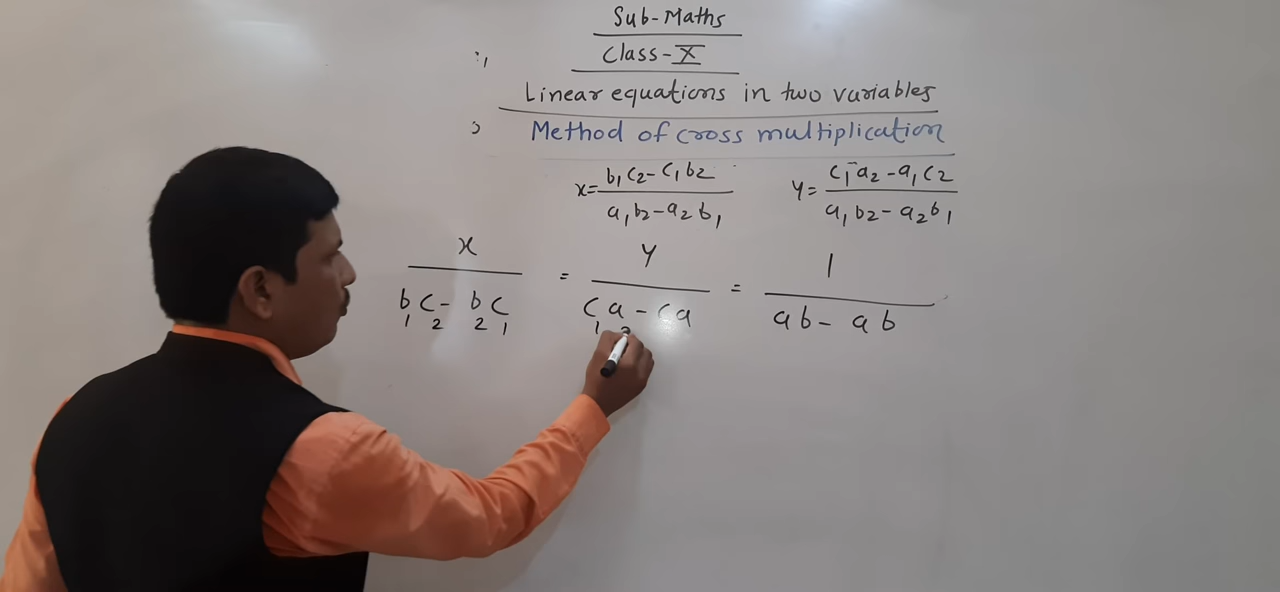 Sub-Maths
Class-X
Linear equations in two variables
Method of cross multiplication
x= b₁c₂-c₁b₂ / a₁b₂-a₂b₁ y= c₁a₂-a₁c₂ / a₁b₂-a₂b₁
x / b₁c₂- b₂c₁ = y / c₁a₂-ca = 1 / ab- ab